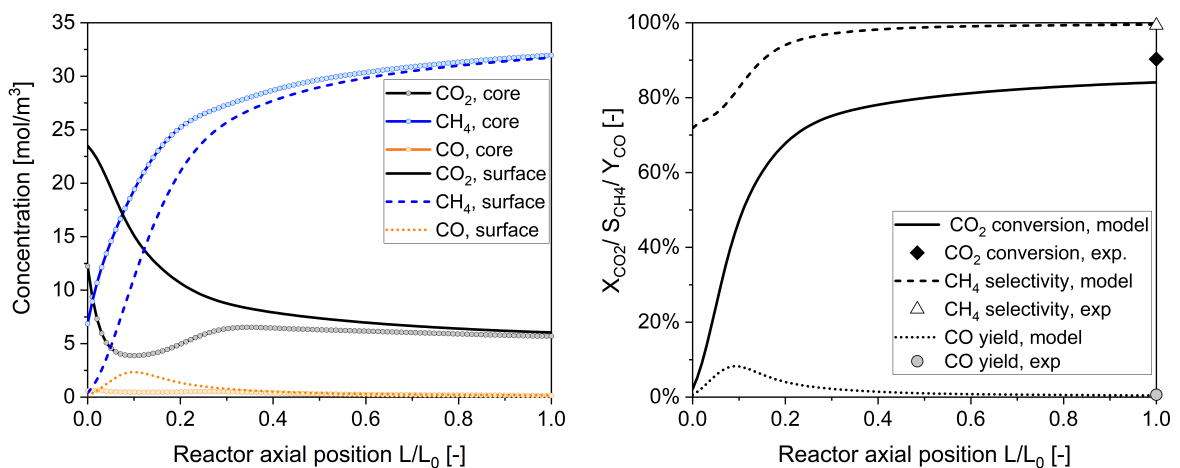 Concentration [mol/m³]
35
30
25
20
15
10
5
0
0.0 0.2 0.4 0.6 0.8 1.0
Reactor axial position L/L₀ [-]
CO₂, core
CH₄, core
CO, core
CO₂, surface
CH₄, surface
CO, surface
X_CO2/ S_CH4/ Y_CO [-]
100%
80%
60%
40%
20%
0%
0.0 0.2 0.4 0.6 0.8 1.0
Reactor axial position L/L₀ [-]
CO₂ conversion, model
CO₂ conversion, exp.
CH₄ selectivity, model
CH₄ selectivity, exp
CO yield, model
CO yield, exp